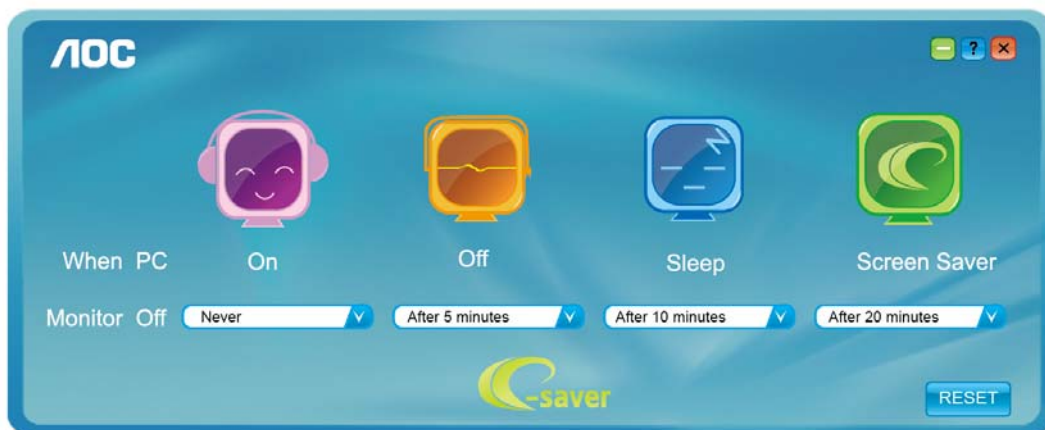 AOC
?
When PC On Off Sleep Screen Saver
Monitor Off Never After 5 minutes After 10 minutes After 20 minutes
e-saver
RESET